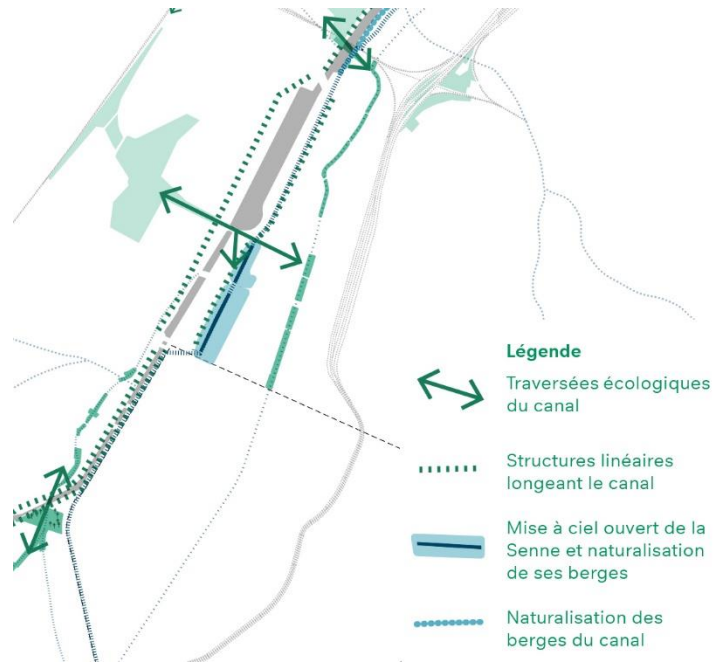 Légende
Traversées écologiques
du canal
Structures linéaires
longeant le canal
Mise à ciel ouvert de la
Senne et naturalisation
de ses berges
Naturalisation des
berges du canal